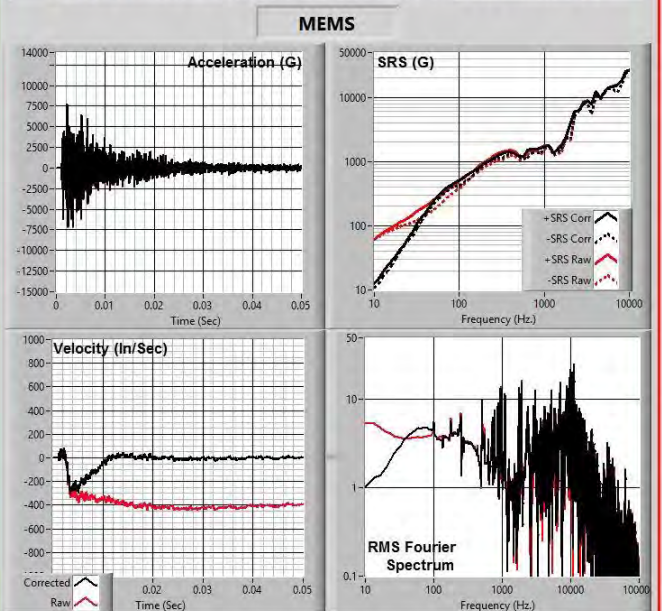 MEMS
Acceleration (G)
14000
10000
7500
5000
2500
0
-2500
-5000
-7500
-10000
-12500
-15000
0 0.01 0.02 0.03 0.04 0.05
Time (Sec)
SRS (G)
50000
10000
1000
100
10
+SRS Corr
-SRS Corr
+SRS Raw
-SRS Raw
10 100 1000 10000
Frequency (Hz.)
Velocity (In/Sec)
1000
800
600
400
200
0
-200
-400
-600
-800
Corrected
Raw
0.02 0.03 0.04 0.05
Time (Sec)
50
10
1
0.1
RMS Fourier
Spectrum
10 100 1000 10000
Frequency (Hz.)